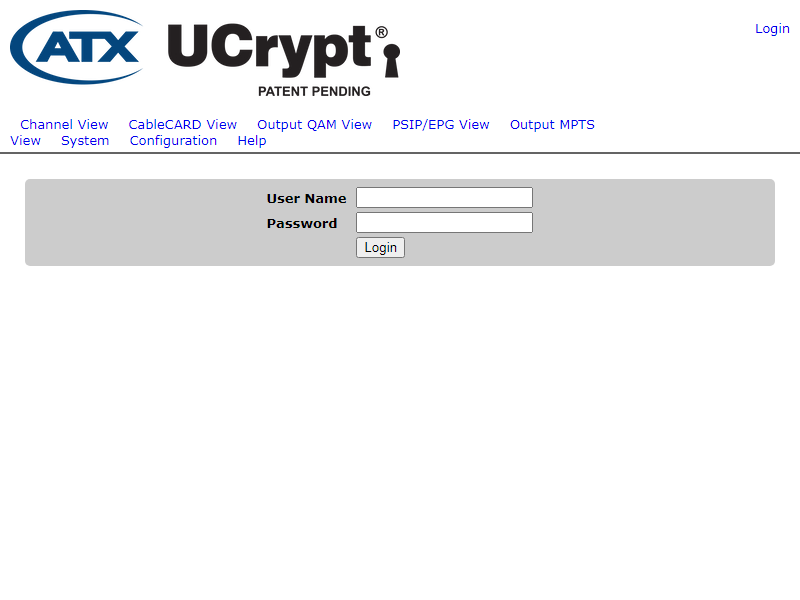 ATX UCrypt®
PATENT PENDING
Login
Channel View CableCARD View Output QAM View PSIP/EPG View Output MPTS
View System Configuration Help
User Name
Password
Login